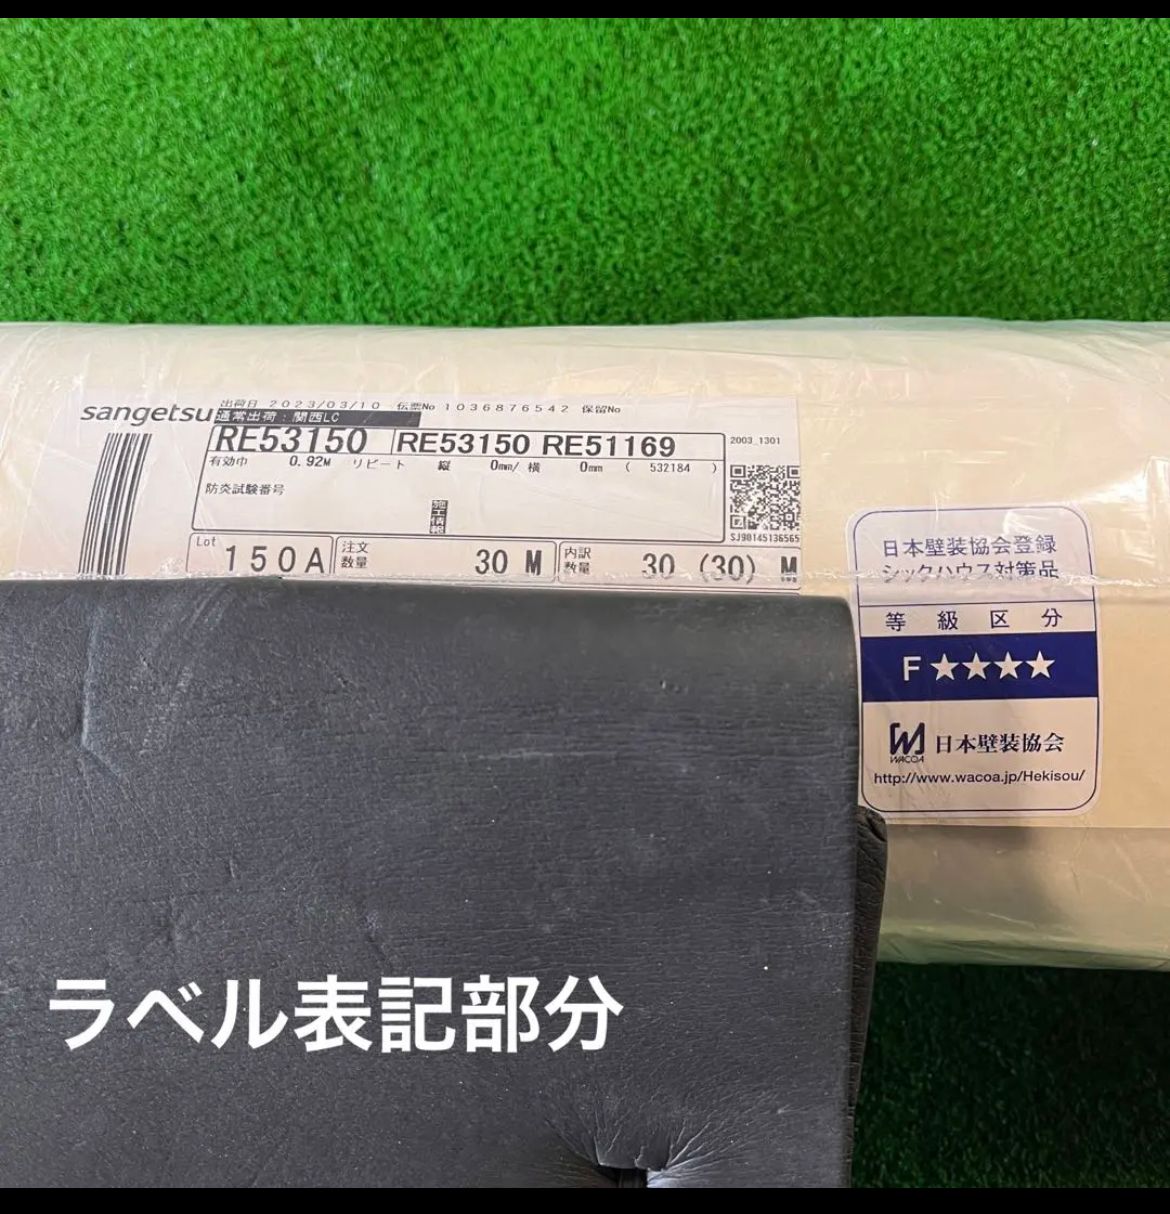 sangetsu
出荷日 2023/03/10 伝票No 1036876542 保留No
通常出荷:関西LC
RE53150 RE53150 RE51169
2003_1301
有効巾 0.92M リピート 縦 0mm/ 横 0mm ( 532184 )
防炎試験番号
施工情報
SJ90145136565
Lot 150A 注文数量 30 M 内訳数量 30 (30) M
日本壁装協会登録
シックハウス対策品
等級区分
F★★★★
WACOA 日本壁装協会
http://www.wacoa.jp/Hekisou/
ラベル表記部分